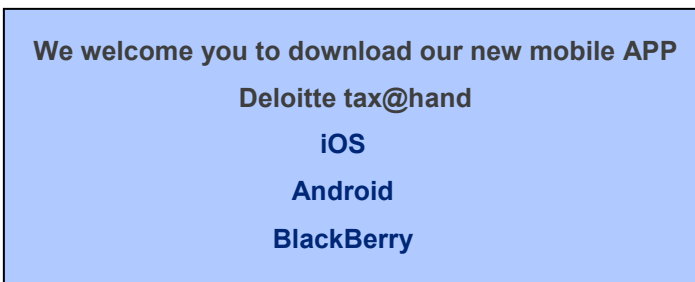 We welcome you to download our new mobile APP
Deloitte tax@hand
iOS
Android
BlackBerry